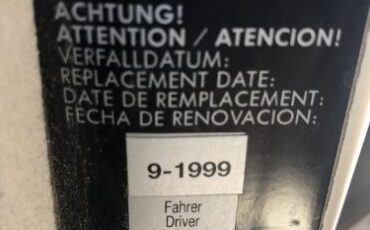 ACHTUNG!
ATTENTION / ATENCION!
VERFALLDATUM:
REPLACEMENT DATE:
DATE DE REMPLACEMENT:
FECHA DE RENOVACION:
9-1999
Fahrer
Driver